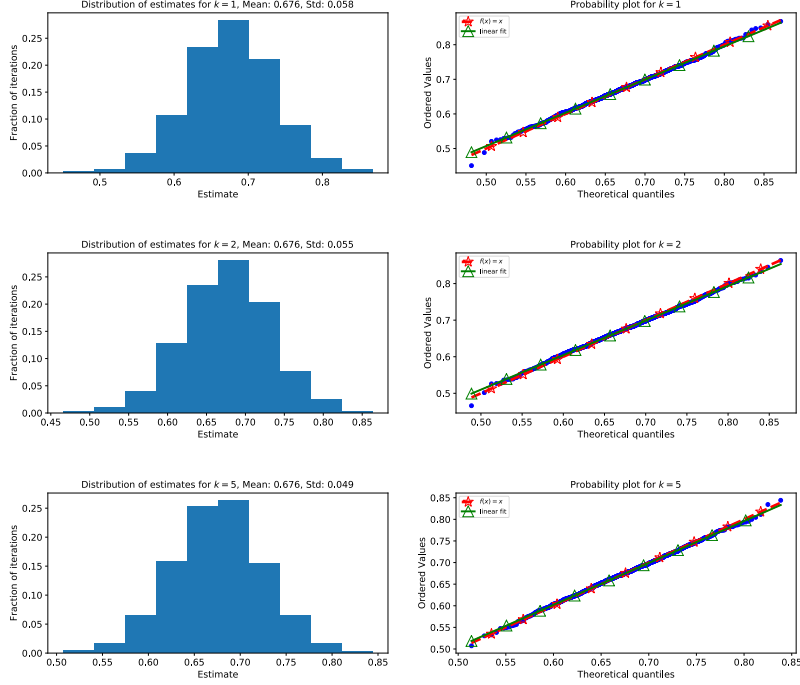 Distribution of estimates for k = 1, Mean: 0.676, Std: 0.058
Fraction of iterations
0.25
0.20
0.15
0.10
0.05
0.00
0.5 0.6 0.7 0.8
Estimate
Probability plot for k = 1
f(x) = x
linear fit
Ordered Values
0.8
0.7
0.6
0.5
0.50 0.55 0.60 0.65 0.70 0.75 0.80 0.85
Theoretical quantiles
Distribution of estimates for k = 2, Mean: 0.676, Std: 0.055
Fraction of iterations
0.25
0.20
0.15
0.10
0.05
0.00
0.45 0.50 0.55 0.60 0.65 0.70 0.75 0.80 0.85
Estimate
Probability plot for k = 2
f(x) = x
linear fit
Ordered Values
0.8
0.7
0.6
0.5
0.50 0.55 0.60 0.65 0.70 0.75 0.80 0.85
Theoretical quantiles
Distribution of estimates for k = 5, Mean: 0.676, Std: 0.049
Fraction of iterations
0.25
0.20
0.15
0.10
0.05
0.00
0.50 0.55 0.60 0.65 0.70 0.75 0.80 0.85
Estimate
Probability plot for k = 5
f(x) = x
linear fit
Ordered Values
0.85
0.80
0.75
0.70
0.65
0.60
0.55
0.50
0.50 0.55 0.60 0.65 0.70 0.75 0.80 0.85
Theoretical quantiles